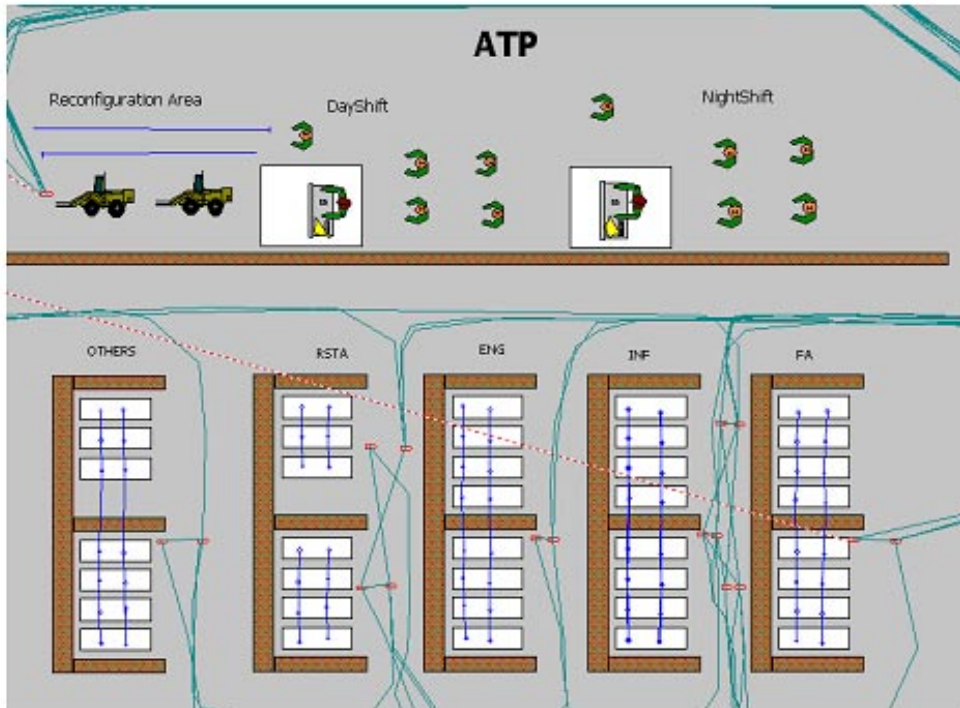 ATP
Reconfiguration Area
DayShift
NightShift
OTHERS
RSTA
ENG
INF
FA